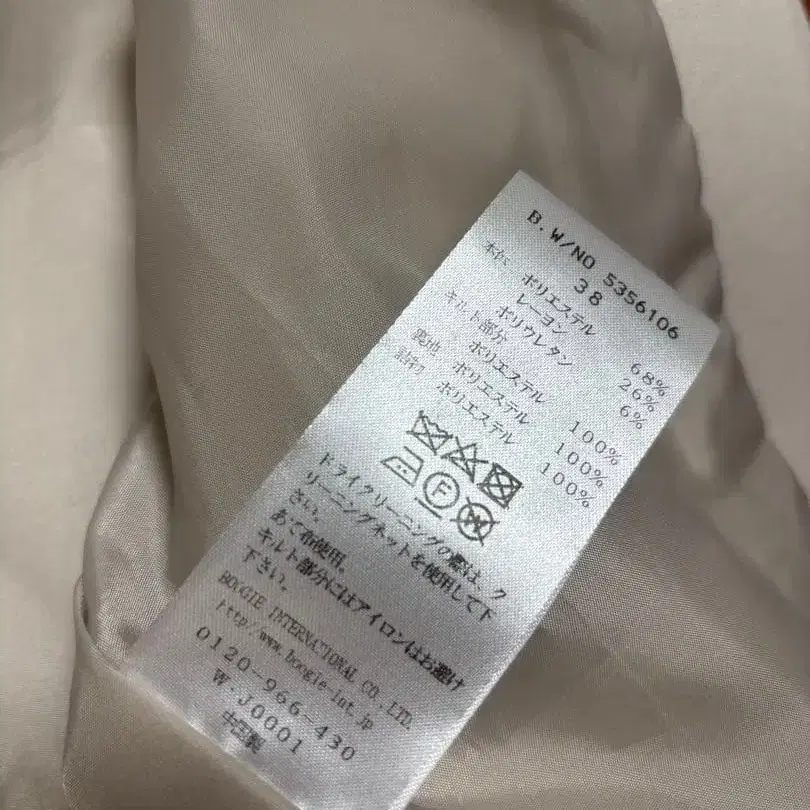 B.W/NO 5356106
38
本体 ポリエステル 68%
レーヨン 26%
ポリウレタン 6%
キルト部分
ポリエステル 100%
裏地 ポリエステル 100%
詰物 ポリエステル 100%
F W
ドライクリーニングの際は、ク
リーニングネットを使用して下
さい。
あて布使用。
キルト部分にはアイロンはお避け
下さい。
BOOGIE INTERNATIONAL CO.,LTD.
http://www.boogie-int.jp
0120-966-430
W.J0001
中国製